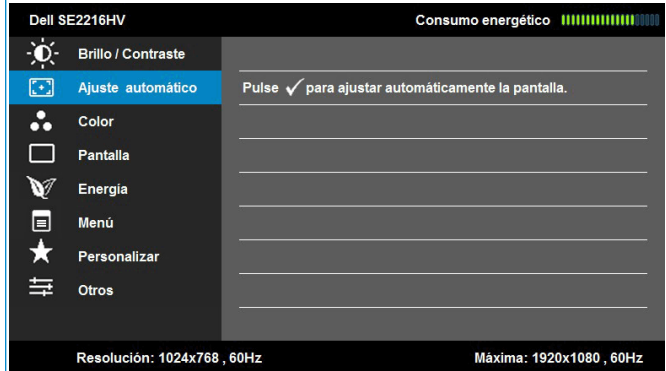 Dell SE2216HV Consumo energético
Brillo / Contraste
Ajuste automático Pulse ✓ para ajustar automáticamente la pantalla.
Color
Pantalla
Energía
Menú
Personalizar
Otros
Resolución: 1024x768 , 60Hz Máxima: 1920x1080 , 60Hz